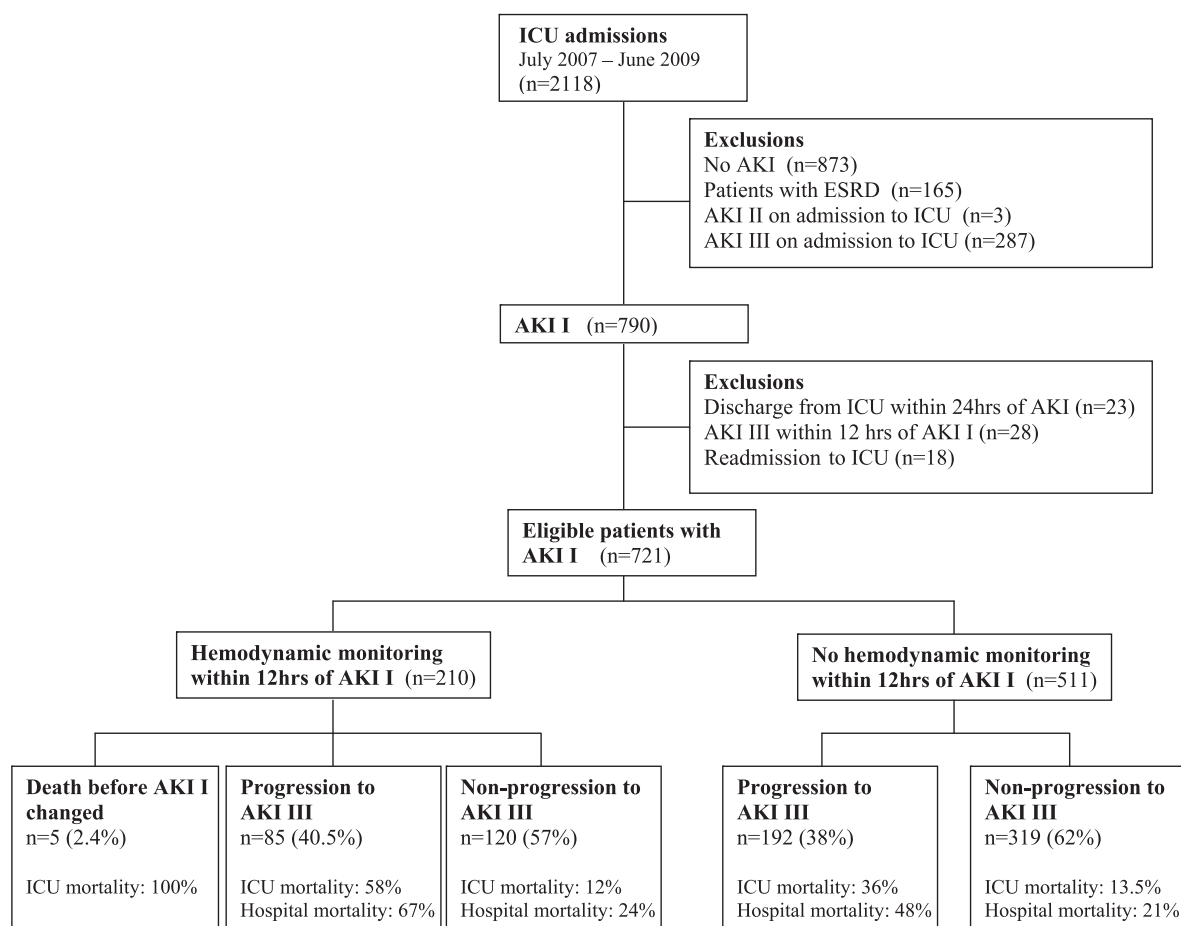 ICU admissions
July 2007 – June 2009
(n=2118)
Exclusions
No AKI (n=873)
Patients with ESRD (n=165)
AKI II on admission to ICU (n=3)
AKI III on admission to ICU (n=287)
AKI I (n=790)
Exclusions
Discharge from ICU within 24hrs of AKI (n=23)
AKI III within 12 hrs of AKI I (n=28)
Readmission to ICU (n=18)
Eligible patients with
AKI I (n=721)
Hemodynamic monitoring
within 12hrs of AKI I (n=210)
No hemodynamic monitoring
within 12hrs of AKI I (n=511)
Death before AKI I
changed
n=5 (2.4%)
ICU mortality: 100%
Progression to
AKI III
n=85 (40.5%)
ICU mortality: 58%
Hospital mortality: 67%
Non-progression to
AKI III
n=120 (57%)
ICU mortality: 12%
Hospital mortality: 24%
Progression to
AKI III
n=192 (38%)
ICU mortality: 36%
Hospital mortality: 48%
Non-progression to
AKI III
n=319 (62%)
ICU mortality: 13.5%
Hospital mortality: 21%